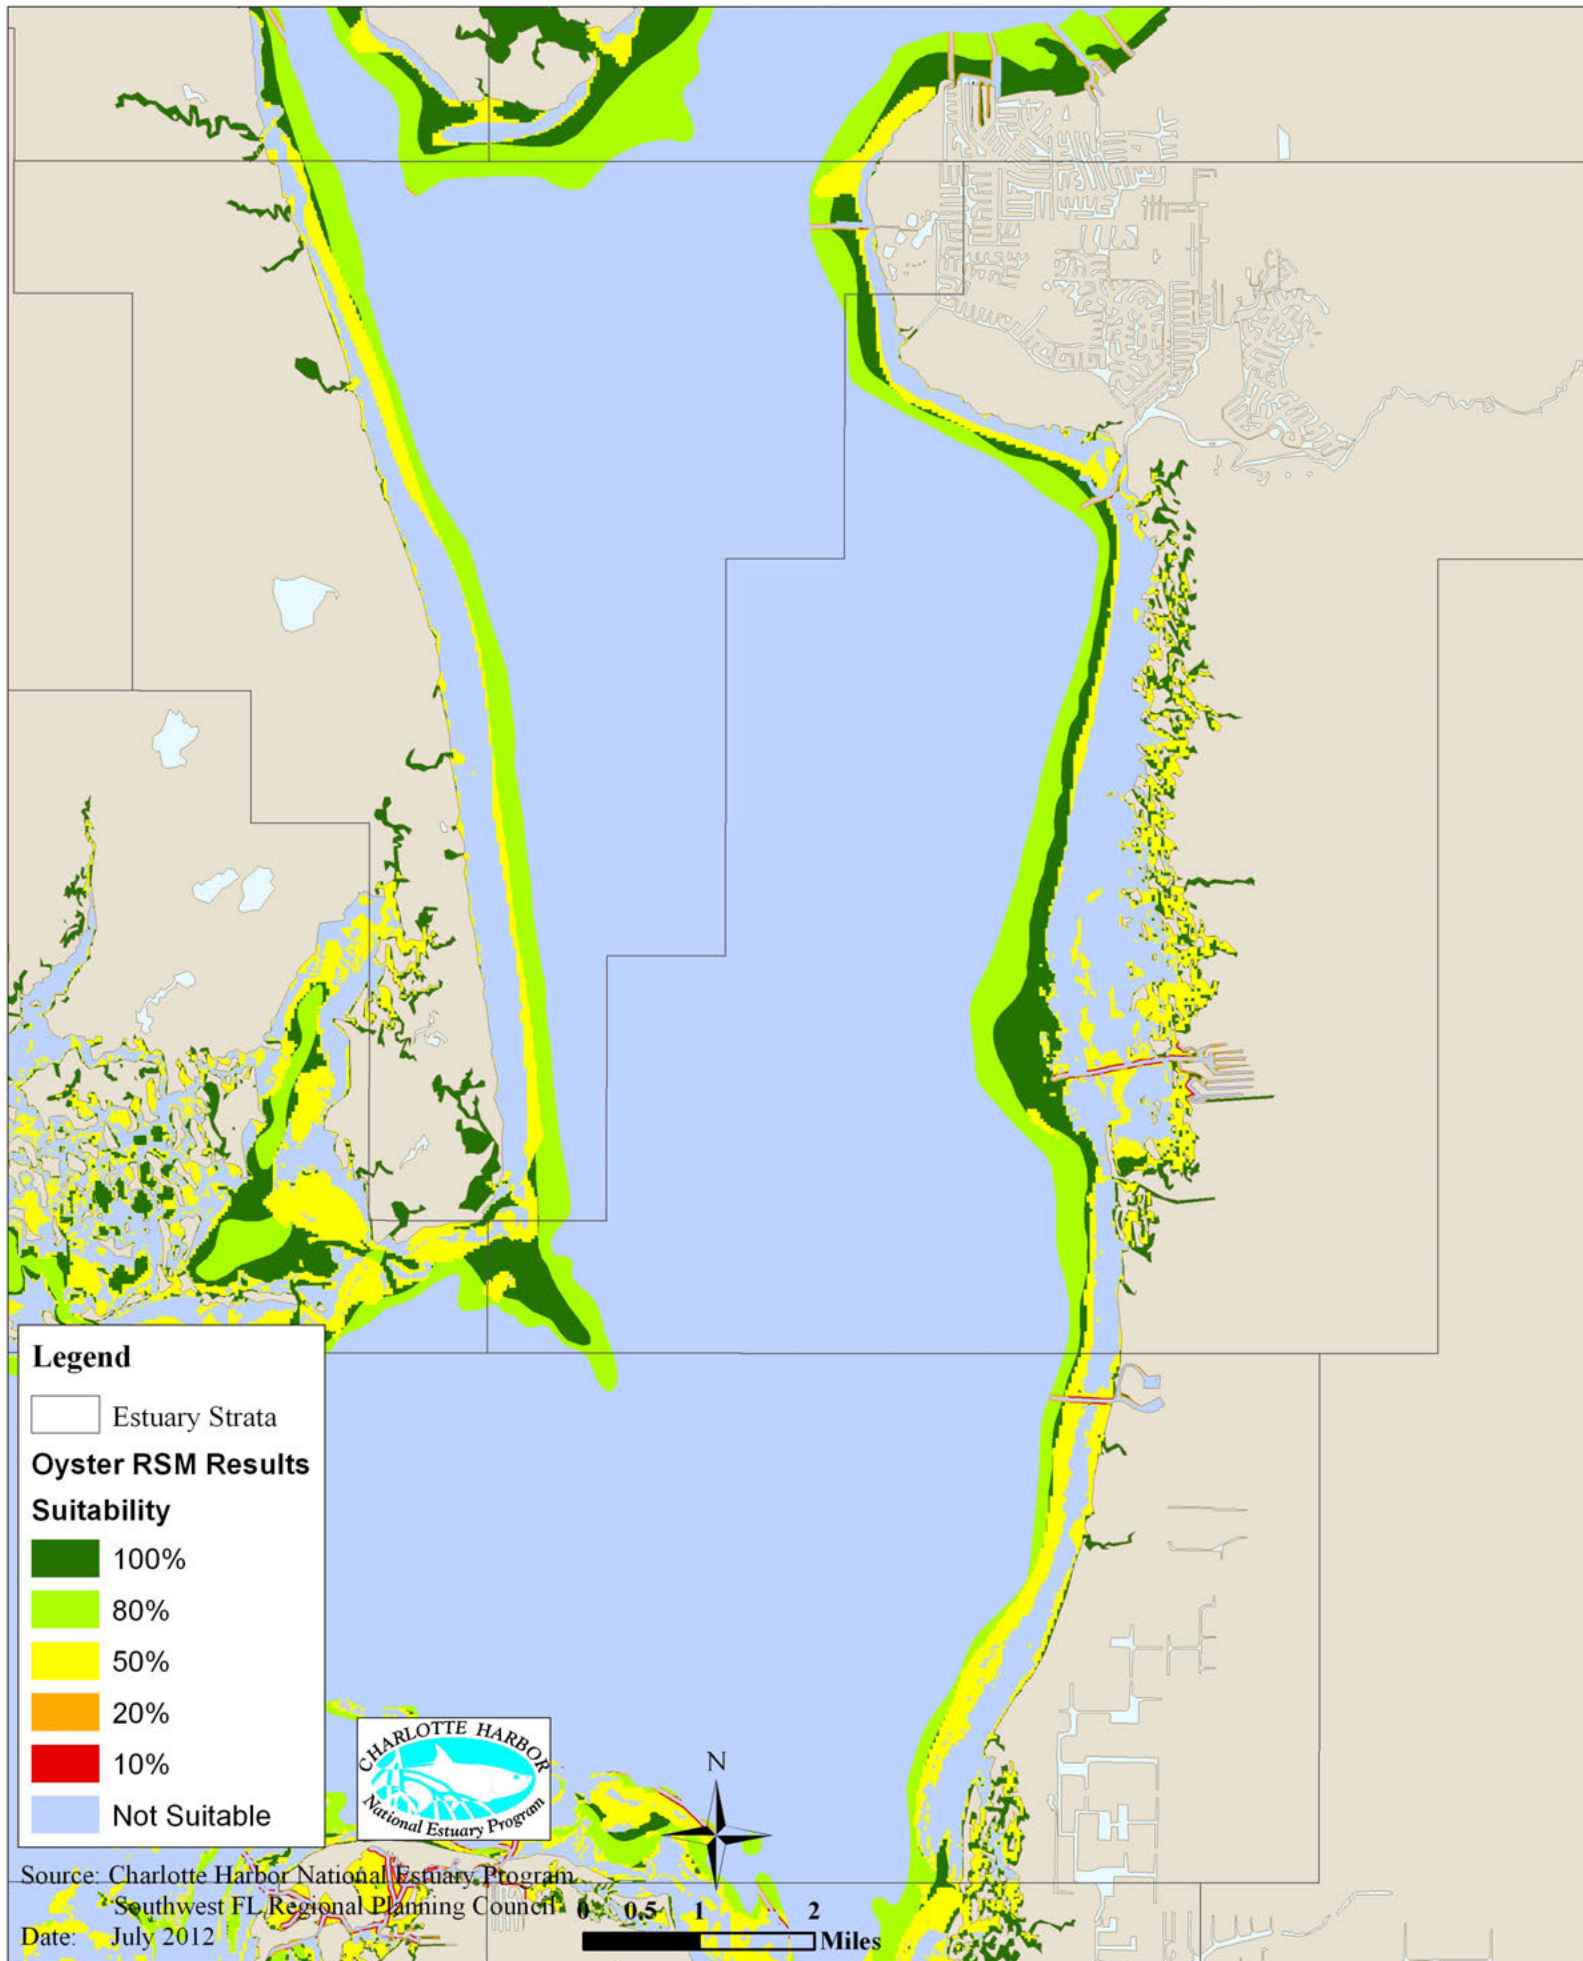 Legend
Estuary Strata
Oyster RSM Results
Suitability
100%
80%
50%
20%
10%
Not Suitable
CHARLOTTE HARBOR
National Estuary Program
N
Source: Charlotte Harbor National Estuary Program
Southwest FL Regional Planning Council
Date: July 2012
0 0.5 1 2
Miles